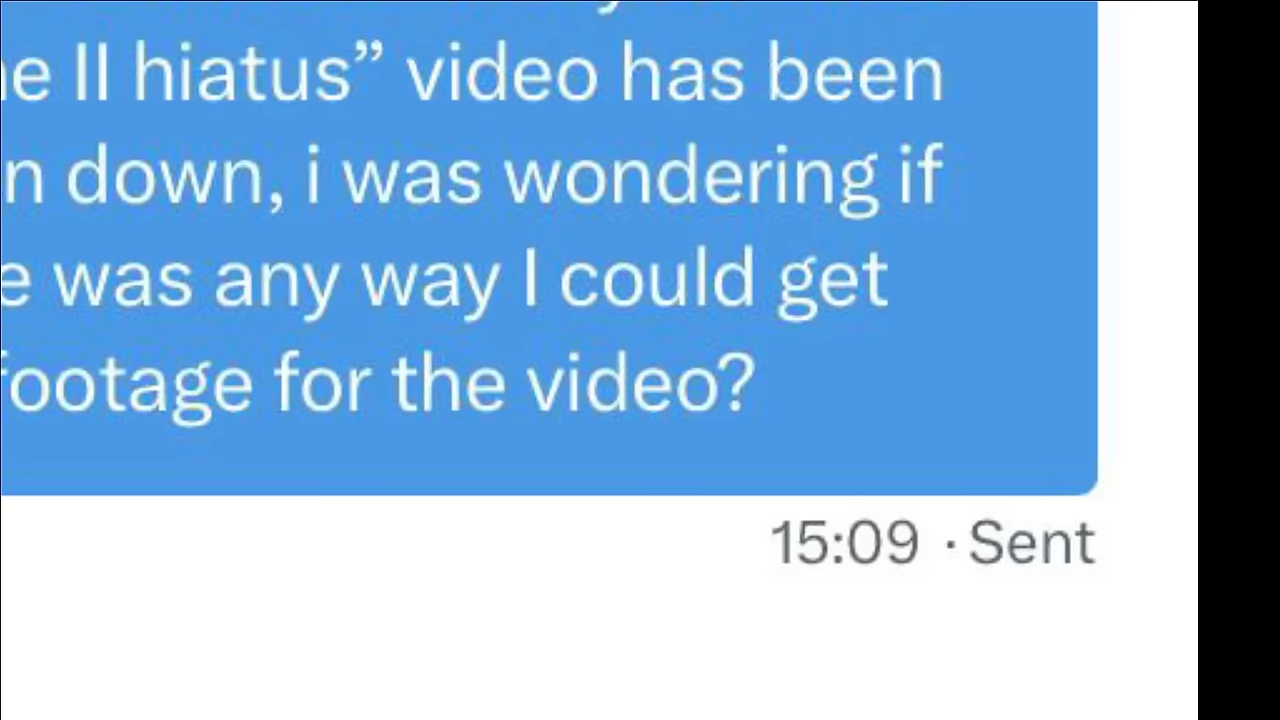 II hiatus” video has been
down, i was wondering if
was any way I could get
footage for the video?
15:09 · Sent